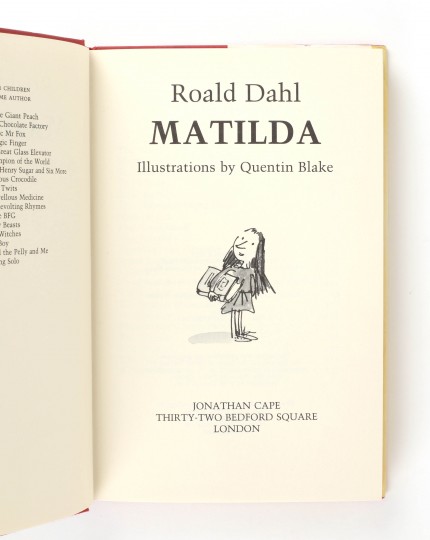 CHILDREN
AUTHOR
Giant Peach
Chocolate Factory
Mr Fox
Finger
Great Glass Elevator
of the World
Henry Sugar and Six More
Crocodile
Twits
Medicine
Revolting Rhymes
BFG
Beasts
Witches
Boy
the Pelly and Me
Solo
Roald Dahl
MATILDA
Illustrations by Quentin Blake
JONATHAN CAPE
THIRTY-TWO BEDFORD SQUARE
LONDON